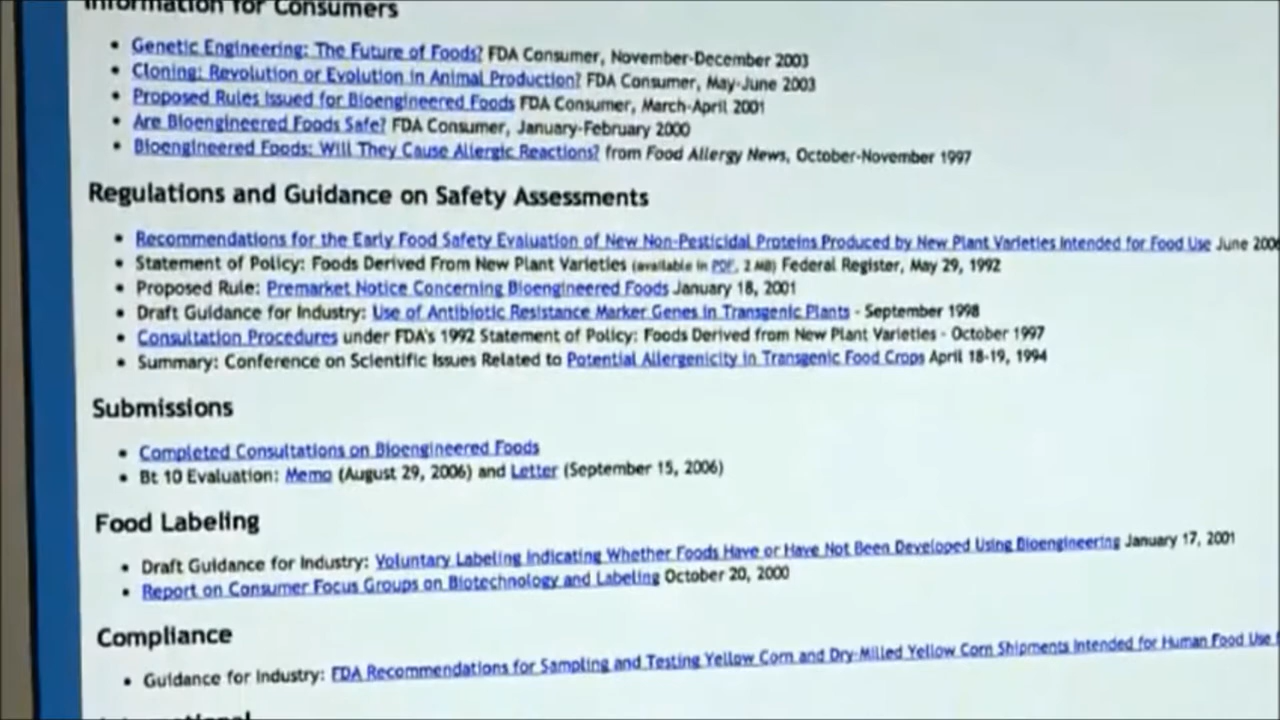 Information for Consumers
• Genetic Engineering: The Future of Foods? FDA Consumer, November-December 2003
• Cloning: Revolution or Evolution in Animal Production? FDA Consumer, May-June 2003
• Proposed Rules Issued for Bioengineered Foods FDA Consumer, March-April 2001
• Are Bioengineered Foods Safe? FDA Consumer, January-February 2000
• Bioengineered Foods: Will They Cause Allergic Reactions? from Food Allergy News, October-November 1997
Regulations and Guidance on Safety Assessments
• Recommendations for the Early Food Safety Evaluation of New Non-Pesticidal Proteins Produced by New Plant Varieties Intended for Food Use June
• Statement of Policy: Foods Derived From New Plant Varieties (available in PDF, 2 MB) Federal Register, May 29, 1992
• Proposed Rule: Premarket Notice Concerning Bioengineered Foods January 18, 2001
• Draft Guidance for Industry: Use of Antibiotic Resistance Marker Genes in Transgenic Plants - September 1998
• Consultation Procedures under FDA's 1992 Statement of Policy: Foods Derived from New Plant Varieties - October 1997
• Summary: Conference on Scientific Issues Related to Potential Allergenicity in Transgenic Food Crops April 18-19, 1994
Submissions
• Completed Consultations on Bioengineered Foods
• Bt 10 Evaluation: Memo (August 29, 2006) and Letter (September 15, 2006)
Food Labeling
• Draft Guidance for Industry: Voluntary Labeling Indicating Whether Foods Have or Have Not Been Developed Using Bioengineering January 17, 2001
• Report on Consumer Focus Groups on Biotechnology and Labeling October 20, 2000
Compliance
• Guidance for Industry: FDA Recommendations for Sampling and Testing Yellow Corn and Dry-Milled Yellow Corn Shipments Intended for Human Food Use